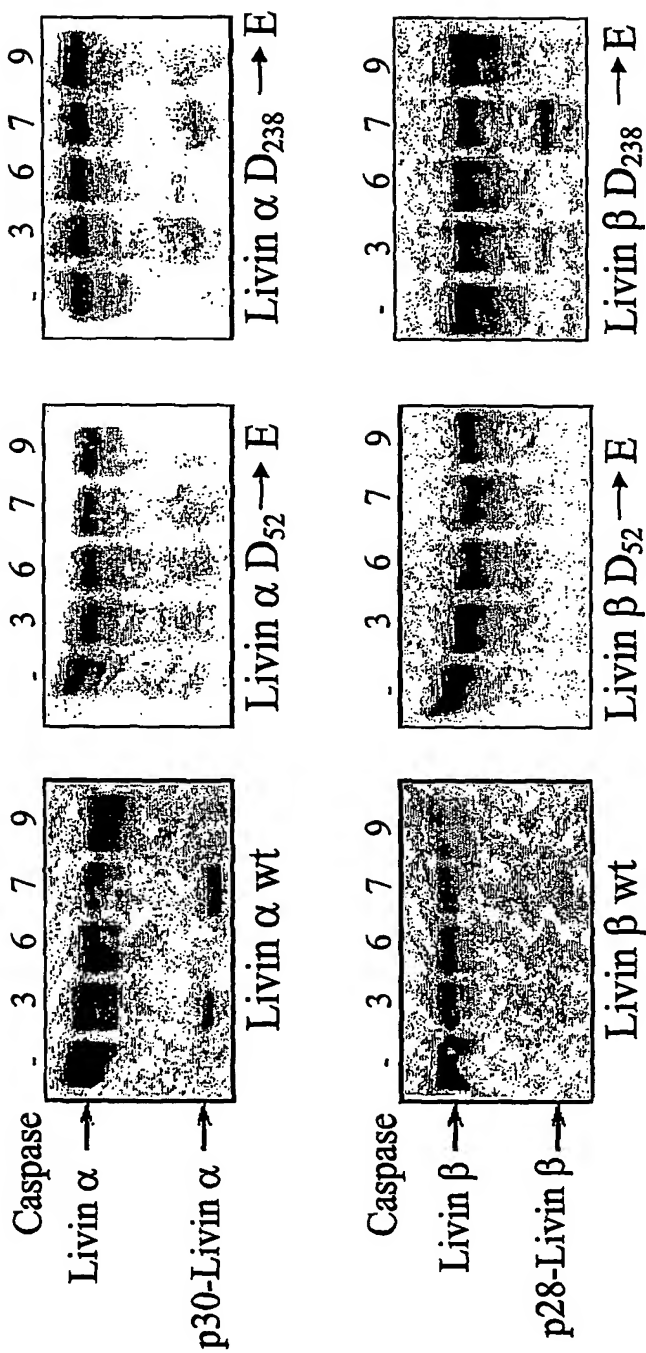 Caspase - 3 6 7 9 - 3 6 7 9 - 3 6 7 9
Livin α →
p30-Livin α →
Livin α wt Livin α D₅₂ → E Livin α D₂₃₈ → E
Caspase - 3 6 7 9 - 3 6 7 9 - 3 6 7 9
Livin β →
p28-Livin β →
Livin β wt Livin β D₅₂ → E Livin β D₂₃₈ → E